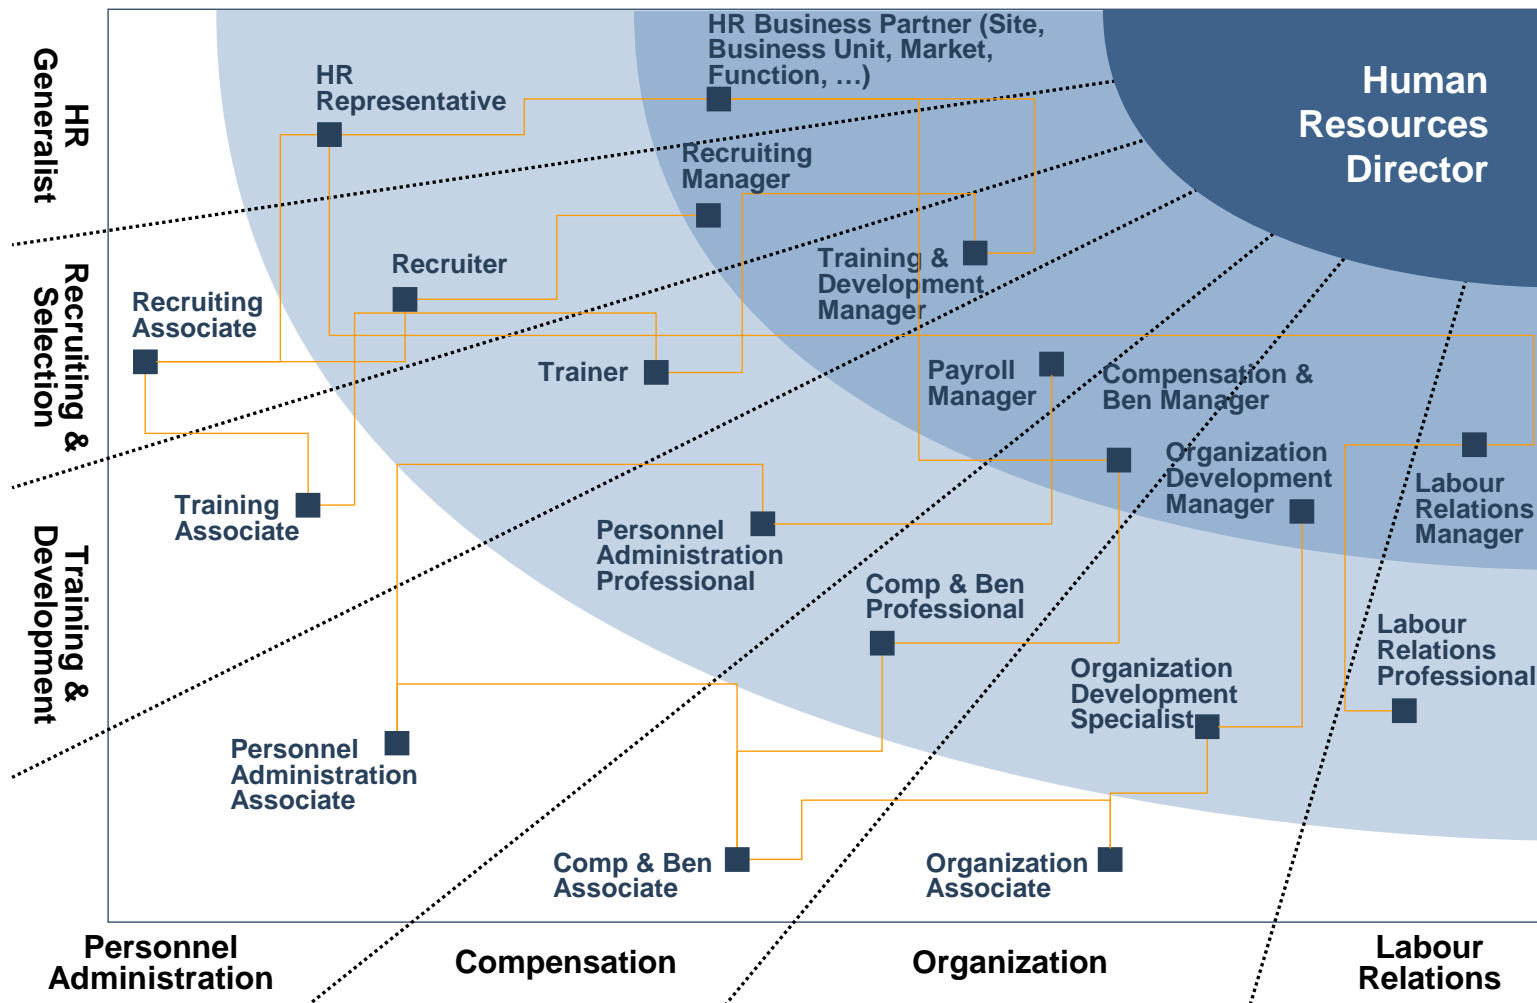 HR Business Partner (Site,
Business Unit, Market,
Function, …)
Human
Resources
Director
HR
Generalist
HR
Representative
Recruiting
Manager
Recruiting &
Selection
Recruiter
Training &
Development
Manager
Recruiting
Associate
Trainer
Payroll
Manager
Compensation &
Ben Manager
Organization
Development
Manager
Labour
Relations
Manager
Training
Associate
Training &
Development
Personnel
Administration
Professional
Comp & Ben
Professional
Labour
Relations
Professional
Organization
Development
Specialist
Personnel
Administration
Associate
Comp & Ben
Associate
Organization
Associate
Personnel
Administration
Compensation
Organization
Labour
Relations